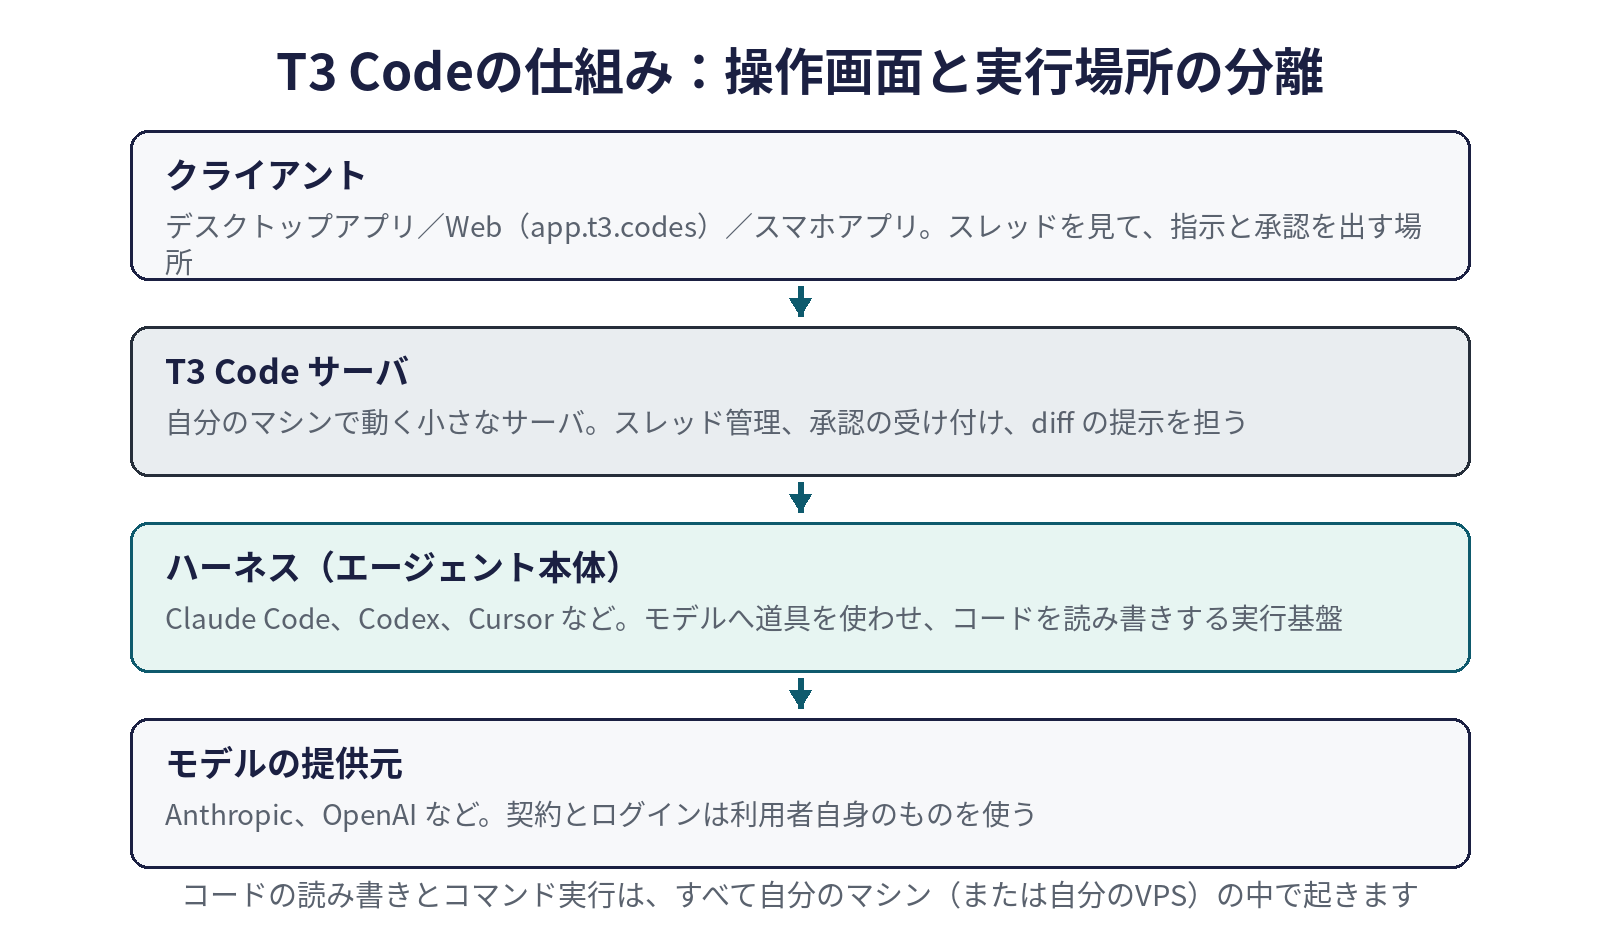 T3 Codeの仕組み：操作画面と実行場所の分離
クライアント
デスクトップアプリ／Web（app.t3.codes）／スマホアプリ。スレッドを見て、指示と承認を出す場
所
T3 Code サーバ
自分のマシンで動く小さなサーバ。スレッド管理、承認の受け付け、diff の提示を担う
ハーネス（エージェント本体）
Claude Code、Codex、Cursor など。モデルへ道具を使わせ、コードを読み書きする実行基盤
モデルの提供元
Anthropic、OpenAI など。契約とログインは利用者自身のものを使う
コードの読み書きとコマンド実行は、すべて自分のマシン（または自分のVPS）の中で起きます